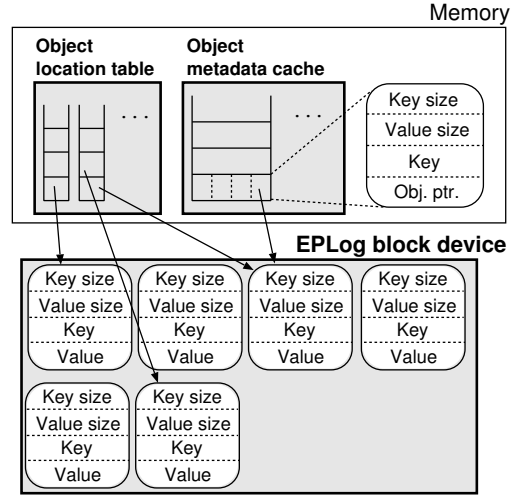 Memory
Object
location table
Object
metadata cache
. . .
. . .
Key size
Value size
Key
Obj. ptr.
EPLog block device
Key size
Value size
Key
Value
Key size
Value size
Key
Value
Key size
Value size
Key
Value
Key size
Value size
Key
Value
Key size
Value size
Key
Value
Key size
Value size
Key
Value